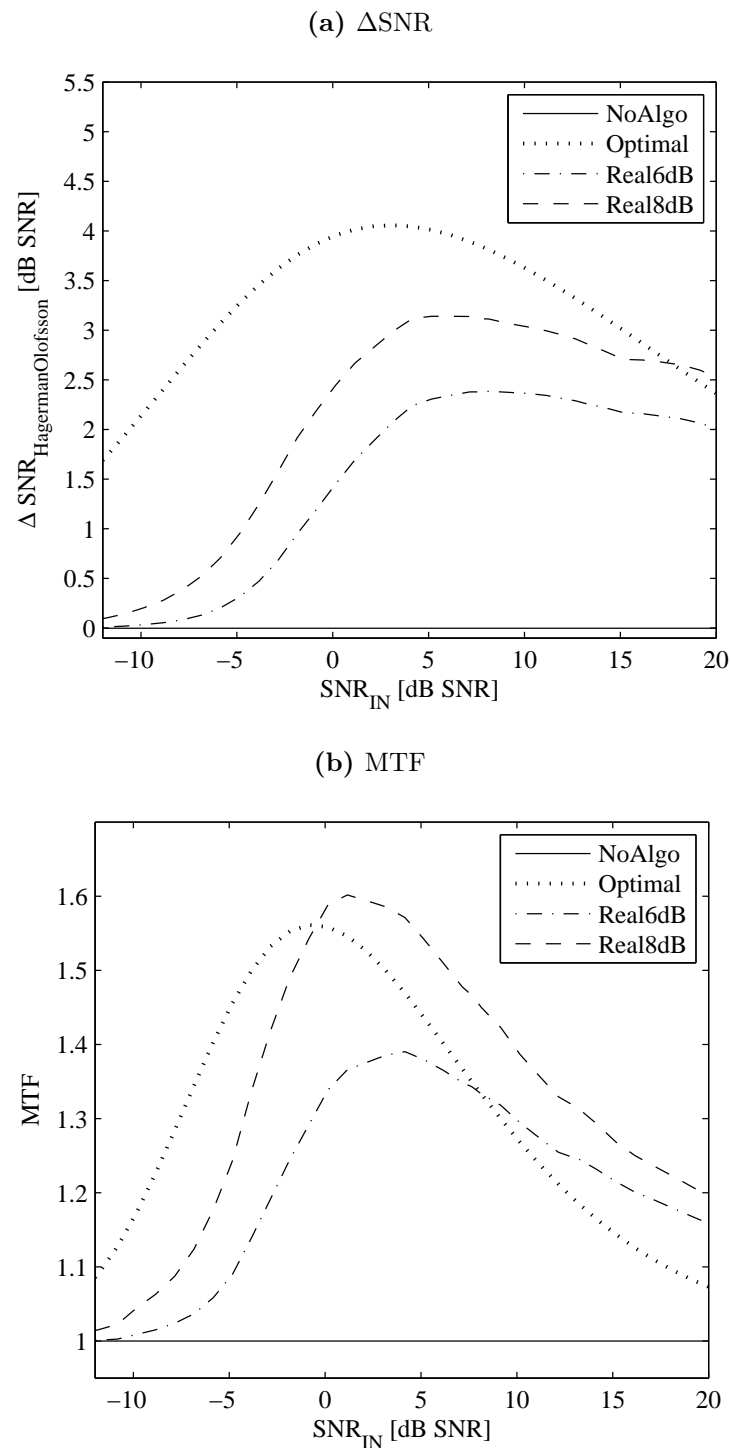 (a) ΔSNR
5.5
5
4.5
4
3.5
3
2.5
2
1.5
1
0.5
0
Δ SNR_HagermanOlofsson [dB SNR]
NoAlgo
Optimal
Real6dB
Real8dB
−10 −5 0 5 10 15 20
SNR_IN [dB SNR]
(b) MTF
1.6
1.5
1.4
1.3
1.2
1.1
1
MTF
NoAlgo
Optimal
Real6dB
Real8dB
−10 −5 0 5 10 15 20
SNR_IN [dB SNR]